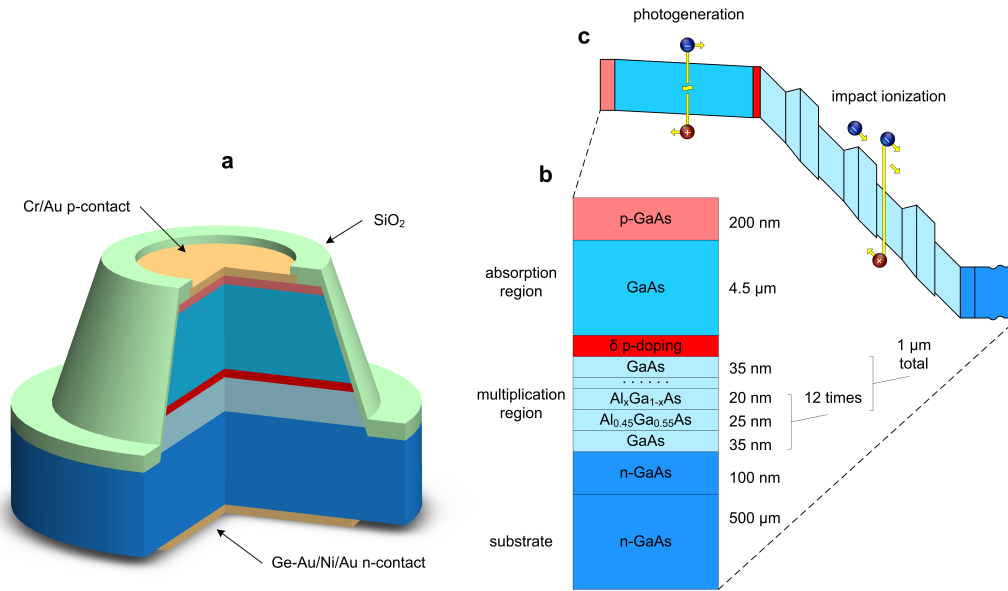 a
Cr/Au p-contact
SiO₂
Ge-Au/Ni/Au n-contact
b
p-GaAs
200 nm
absorption
region
GaAs
4.5 µm
δ p-doping
multiplication
region
GaAs
35 nm
. . . . . .
AlₓGa₁₋ₓAs
20 nm
Al₀.₄₅Ga₀.₅₅As
25 nm
GaAs
35 nm
12 times
1 µm
total
n-GaAs
100 nm
substrate
n-GaAs
500 µm
c
photogeneration
impact ionization